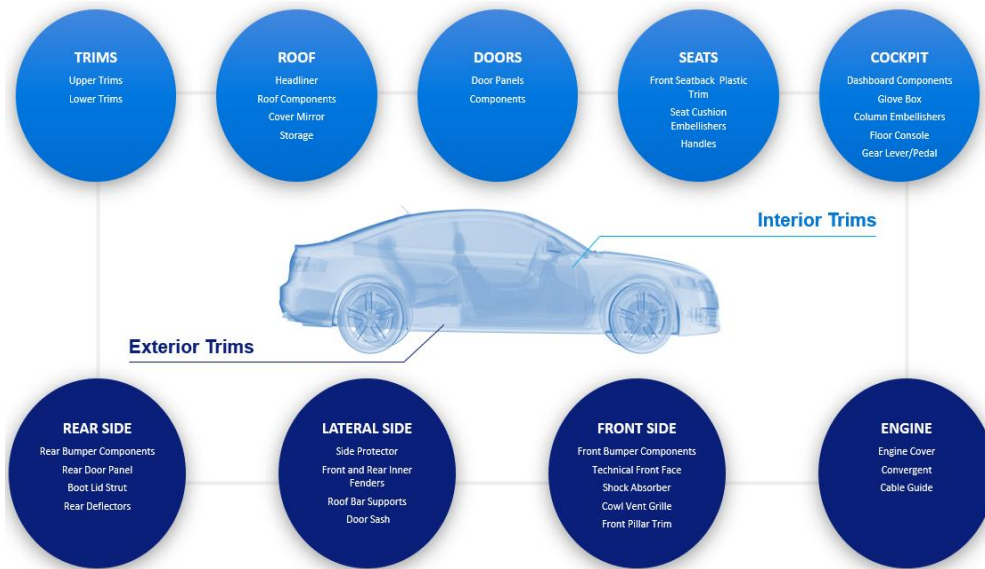 TRIMS
Upper Trims
Lower Trims
ROOF
Headliner
Roof Components
Cover Mirror
Storage
DOORS
Door Panels
Components
SEATS
Front Seatback Plastic
Trim
Seat Cushion
Embellishers
Handles
COCKPIT
Dashboard Components
Glove Box
Column Embellishers
Floor Console
Gear Lever/Pedal
Interior Trims
Exterior Trims
REAR SIDE
Rear Bumper Components
Rear Door Panel
Boot Lid Strut
Rear Deflectors
LATERAL SIDE
Side Protector
Front and Rear Inner
Fenders
Roof Bar Supports
Door Sash
FRONT SIDE
Front Bumper Components
Technical Front Face
Shock Absorber
Cowl Vent Grille
Front Pillar Trim
ENGINE
Engine Cover
Convergent
Cable Guide